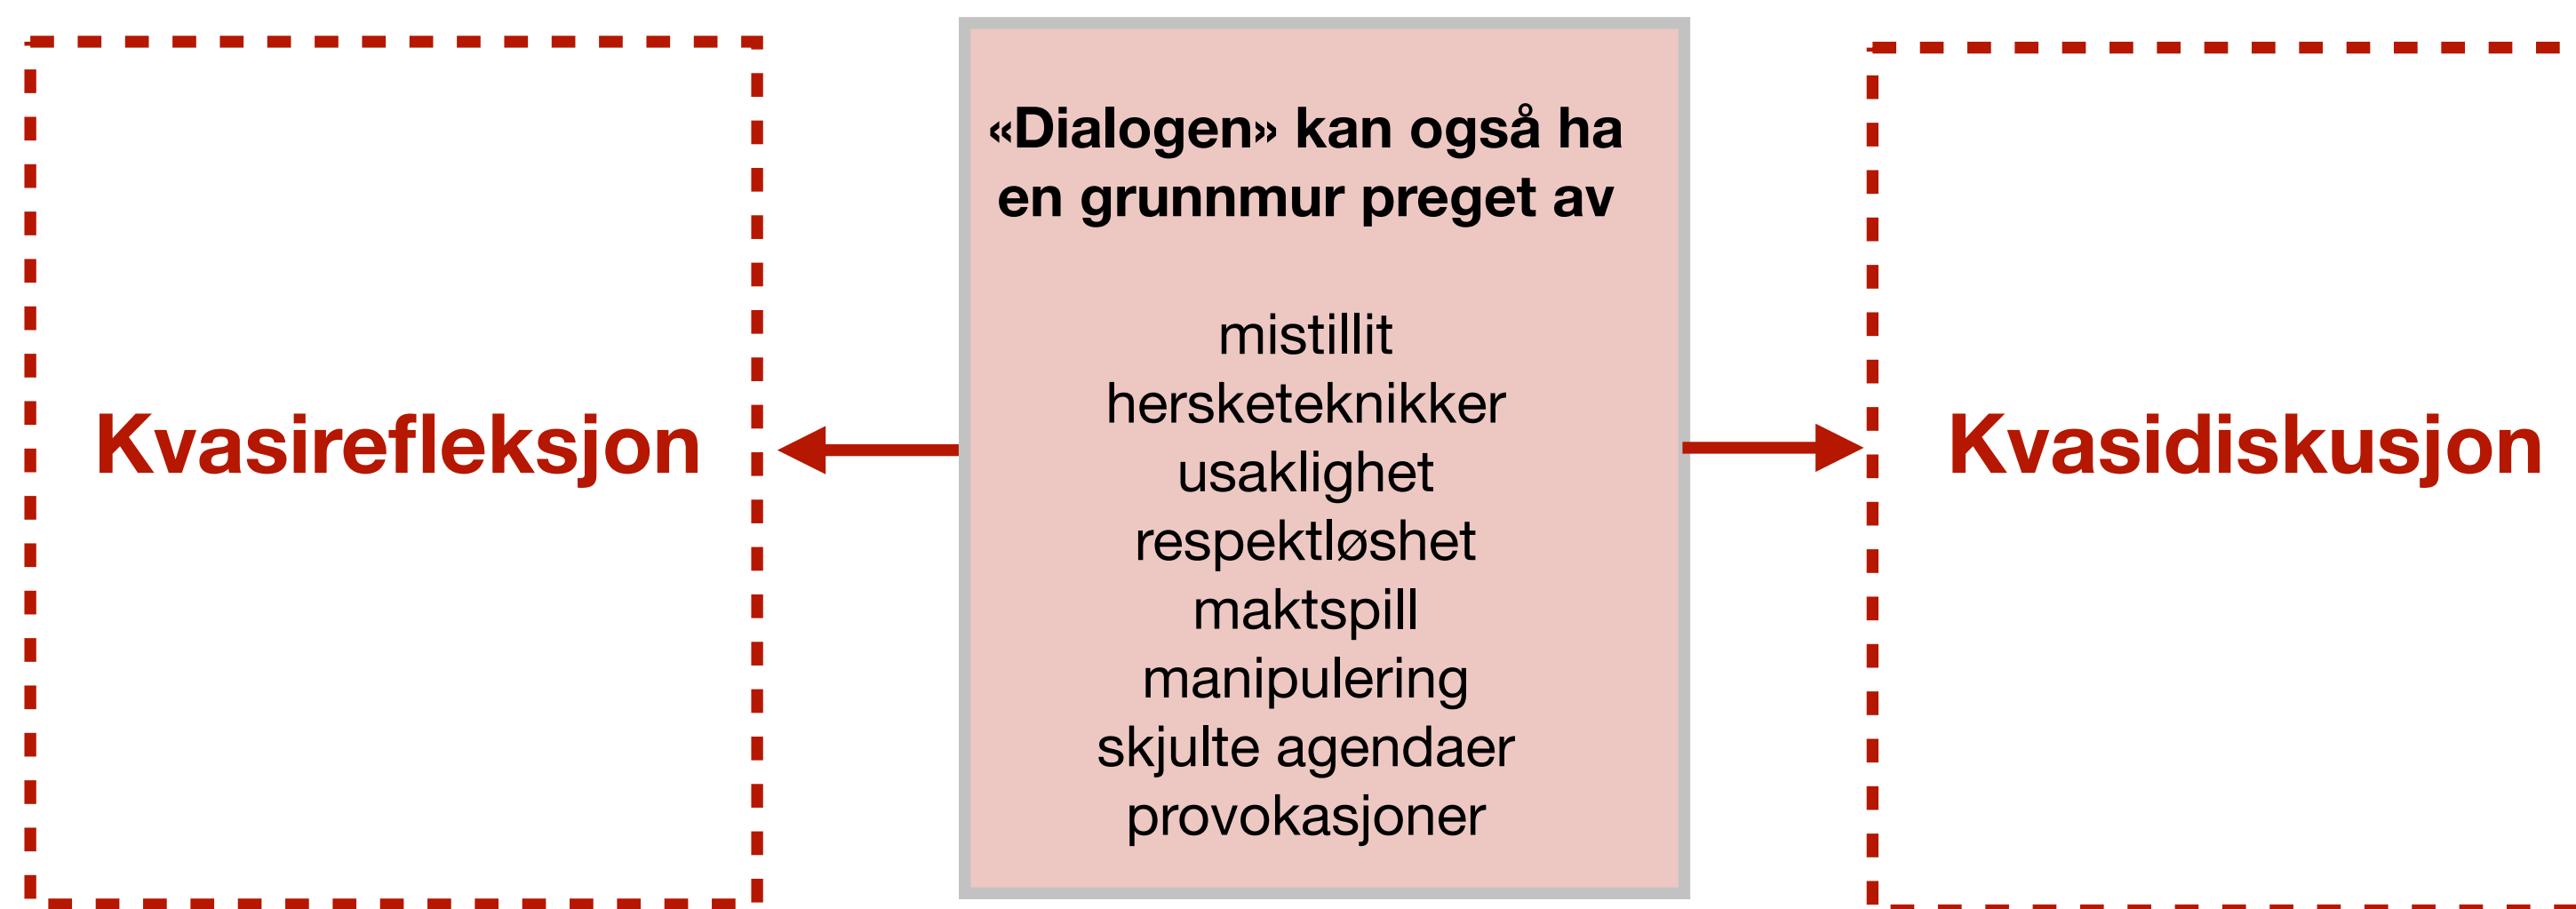 Kvasirefleksjon
«Dialogen» kan også ha
en grunnmur preget av
mistillit
hersketeknikker
usaklighet
respektløshet
maktspill
manipulering
skjulte agendaer
provokasjoner
Kvasidiskusjon